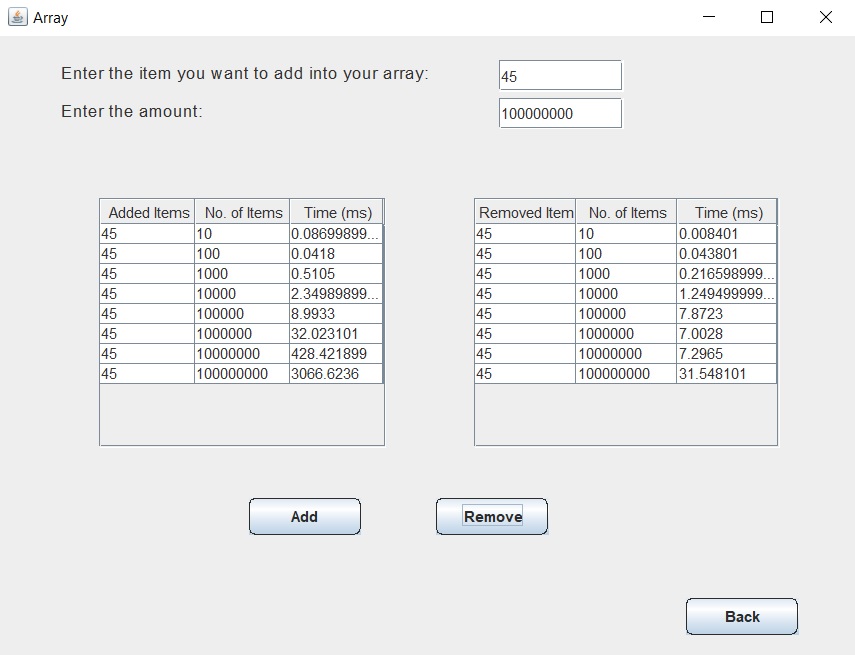 Array
Enter the item you want to add into your array: 45
Enter the amount: 100000000
Added Items No. of Items Time (ms)
45 10 0.08699899...
45 100 0.0418
45 1000 0.5105
45 10000 2.34989899...
45 100000 8.9933
45 1000000 32.023101
45 10000000 428.421899
45 100000000 3066.6236
Removed Item No. of Items Time (ms)
45 10 0.008401
45 100 0.043801
45 1000 0.216598999...
45 10000 1.249499999...
45 100000 7.8723
45 1000000 7.0028
45 10000000 7.2965
45 100000000 31.548101
Add Remove
Back